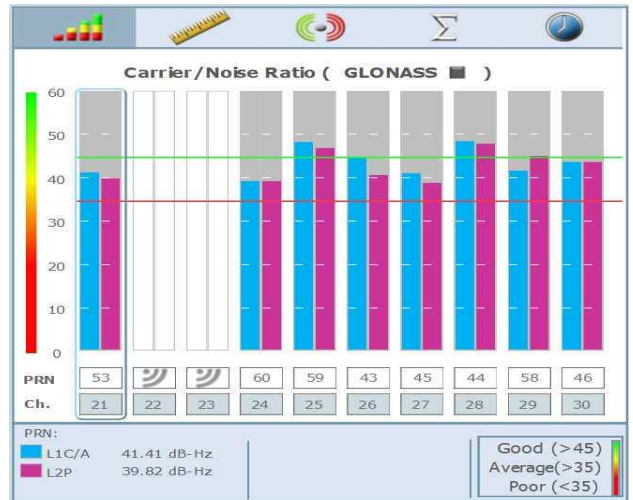 Carrier/Noise Ratio ( GLONASS )
60
50
40
30
20
10
0
PRN 53 60 59 43 45 44 58 46
Ch. 21 22 23 24 25 26 27 28 29 30
PRN:
L1C/A 41.41 dB-Hz
L2P 39.82 dB-Hz
Good (>45)
Average(>35)
Poor (<35)